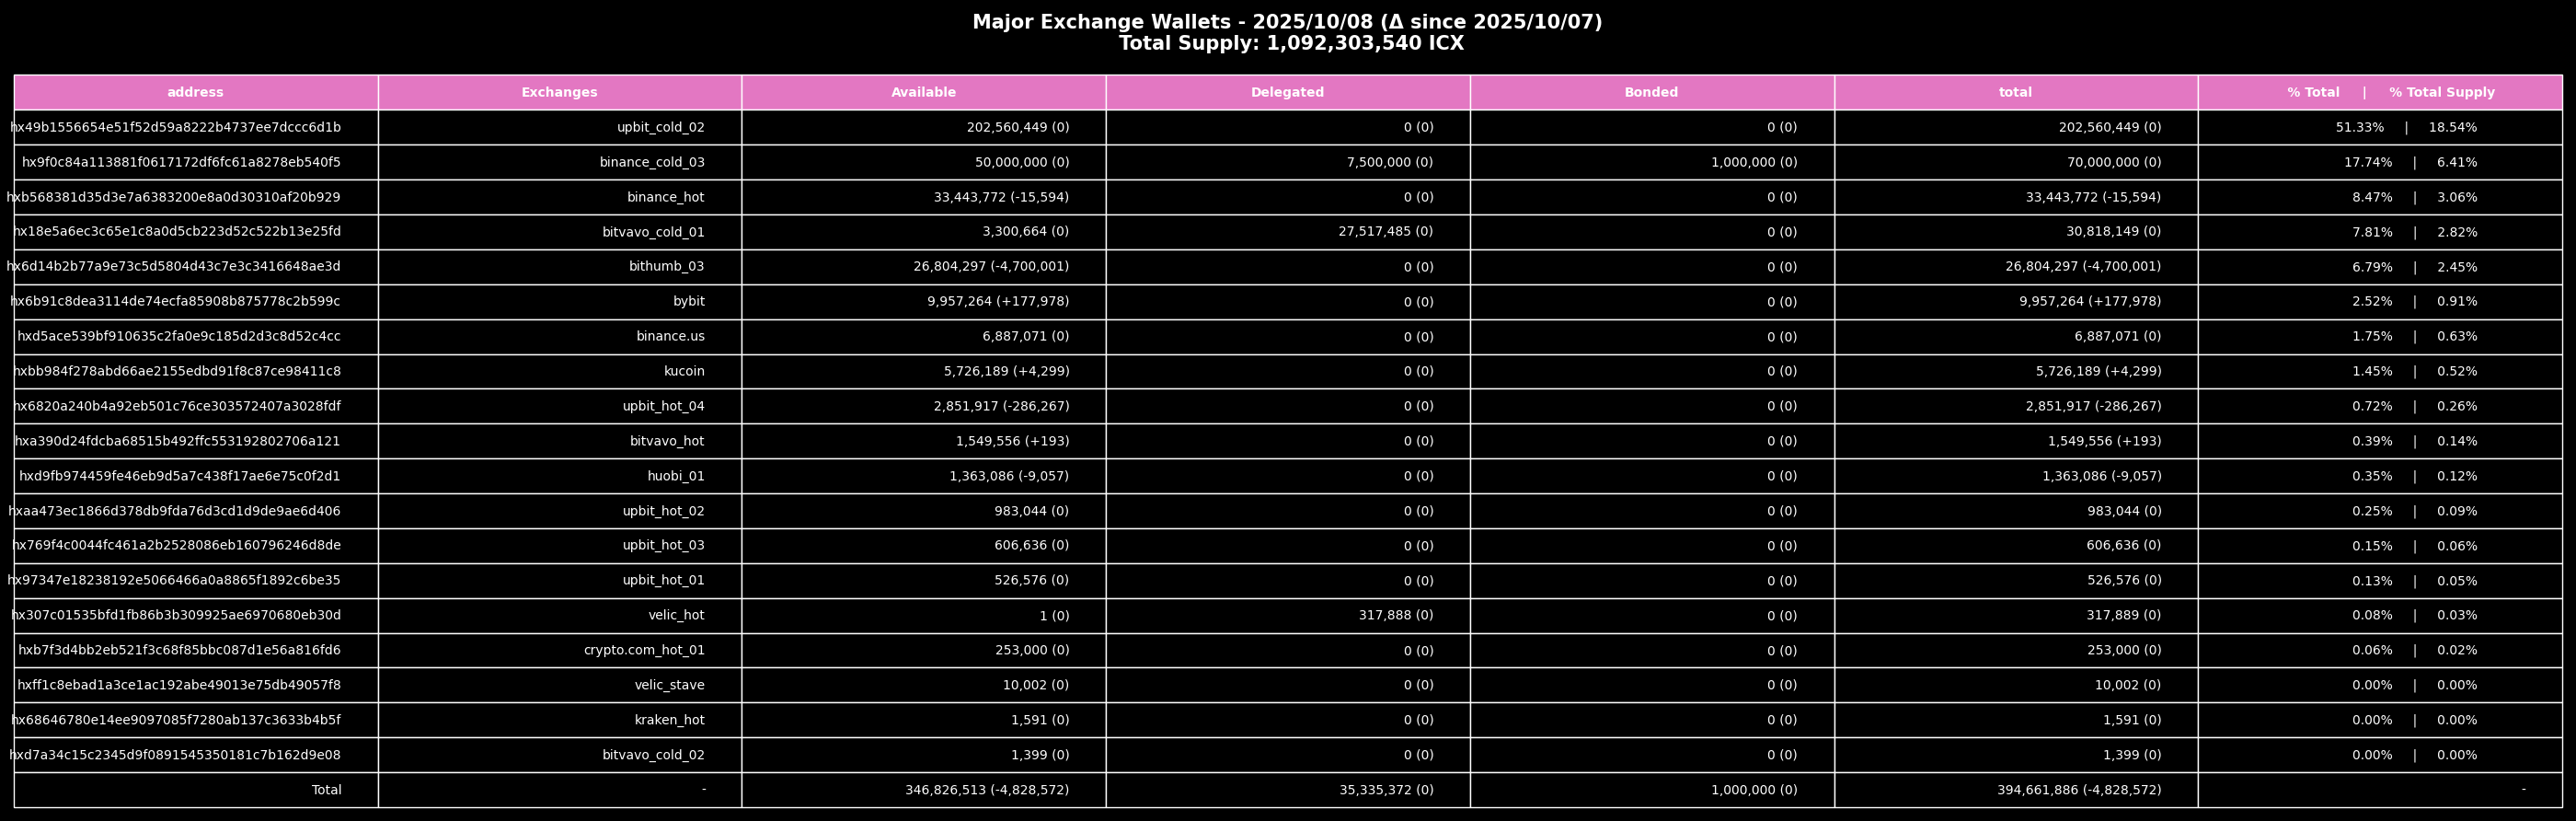 Major Exchange Wallets - 2025/10/08 (Δ since 2025/10/07)
Total Supply: 1,092,303,540 ICX
address Exchanges Available Delegated Bonded total % Total | % Total Supply
hx49b1556654e51f52d59a8222b4737ee7dccc6d1b upbit_cold_02 202,560,449 (0) 0 (0) 0 (0) 202,560,449 (0) 51.33% | 18.54%
hx9f0c84a113881f0617172df6fc61a8278eb540f5 binance_cold_03 50,000,000 (0) 7,500,000 (0) 1,000,000 (0) 70,000,000 (0) 17.74% | 6.41%
hxb568381d35d3e7a6383200e8a0d30310af20b929 binance_hot 33,443,772 (-15,594) 0 (0) 0 (0) 33,443,772 (-15,594) 8.47% | 3.06%
hx18e5a6ec3c65e1c8a0d5cb223d52c522b13e25fd bitvavo_cold_01 3,300,664 (0) 27,517,485 (0) 0 (0) 30,818,149 (0) 7.81% | 2.82%
hx6d14b2b77a9e73c5d5804d43c7e3c3416648ae3d bithumb_03 26,804,297 (-4,700,001) 0 (0) 0 (0) 26,804,297 (-4,700,001) 6.79% | 2.45%
hx6b91c8dea3114de74ecfa85908b875778c2b599c bybit 9,957,264 (+177,978) 0 (0) 0 (0) 9,957,264 (+177,978) 2.52% | 0.91%
hxd5ace539bf910635c2fa0e9c185d2d3c8d52c4cc binance.us 6,887,071 (0) 0 (0) 0 (0) 6,887,071 (0) 1.75% | 0.63%
hxbb984f278abd66ae2155edbd91f8c87ce98411c8 kucoin 5,726,189 (+4,299) 0 (0) 0 (0) 5,726,189 (+4,299) 1.45% | 0.52%
hx6820a240b4a92eb501c76ce303572407a3028fdf upbit_hot_04 2,851,917 (-286,267) 0 (0) 0 (0) 2,851,917 (-286,267) 0.72% | 0.26%
hxa390d24fdcba68515b492ffc553192802706a121 bitvavo_hot 1,549,556 (+193) 0 (0) 0 (0) 1,549,556 (+193) 0.39% | 0.14%
hxd9fb974459fe46eb9d5a7c438f17ae6e75c0f2d1 huobi_01 1,363,086 (-9,057) 0 (0) 0 (0) 1,363,086 (-9,057) 0.35% | 0.12%
hxaa473ec1866d378db9fda76d3cd1d9de9ae6d406 upbit_hot_02 983,044 (0) 0 (0) 0 (0) 983,044 (0) 0.25% | 0.09%
hx769f4c0044fc461a2b2528086eb160796246d8de upbit_hot_03 606,636 (0) 0 (0) 0 (0) 606,636 (0) 0.15% | 0.06%
hx97347e18238192e5066466a0a8865f1892c6be35 upbit_hot_01 526,576 (0) 0 (0) 0 (0) 526,576 (0) 0.13% | 0.05%
hx307c01535bfd1fb86b3b309925ae6970680eb30d velic_hot 1 (0) 317,888 (0) 0 (0) 317,889 (0) 0.08% | 0.03%
hxb7f3d4bb2eb521f3c68f85bbc087d1e56a816fd6 crypto.com_hot_01 253,000 (0) 0 (0) 0 (0) 253,000 (0) 0.06% | 0.02%
hxff1c8ebad1a3ce1ac192abe49013e75db49057f8 velic_stave 10,002 (0) 0 (0) 0 (0) 10,002 (0) 0.00% | 0.00%
hx68646780e14ee9097085f7280ab137c3633b4b5f kraken_hot 1,591 (0) 0 (0) 0 (0) 1,591 (0) 0.00% | 0.00%
hxd7a34c15c2345d9f0891545350181c7b162d9e08 bitvavo_cold_02 1,399 (0) 0 (0) 0 (0) 1,399 (0) 0.00% | 0.00%
Total - 346,826,513 (-4,828,572) 35,335,372 (0) 1,000,000 (0) 394,661,886 (-4,828,572) -